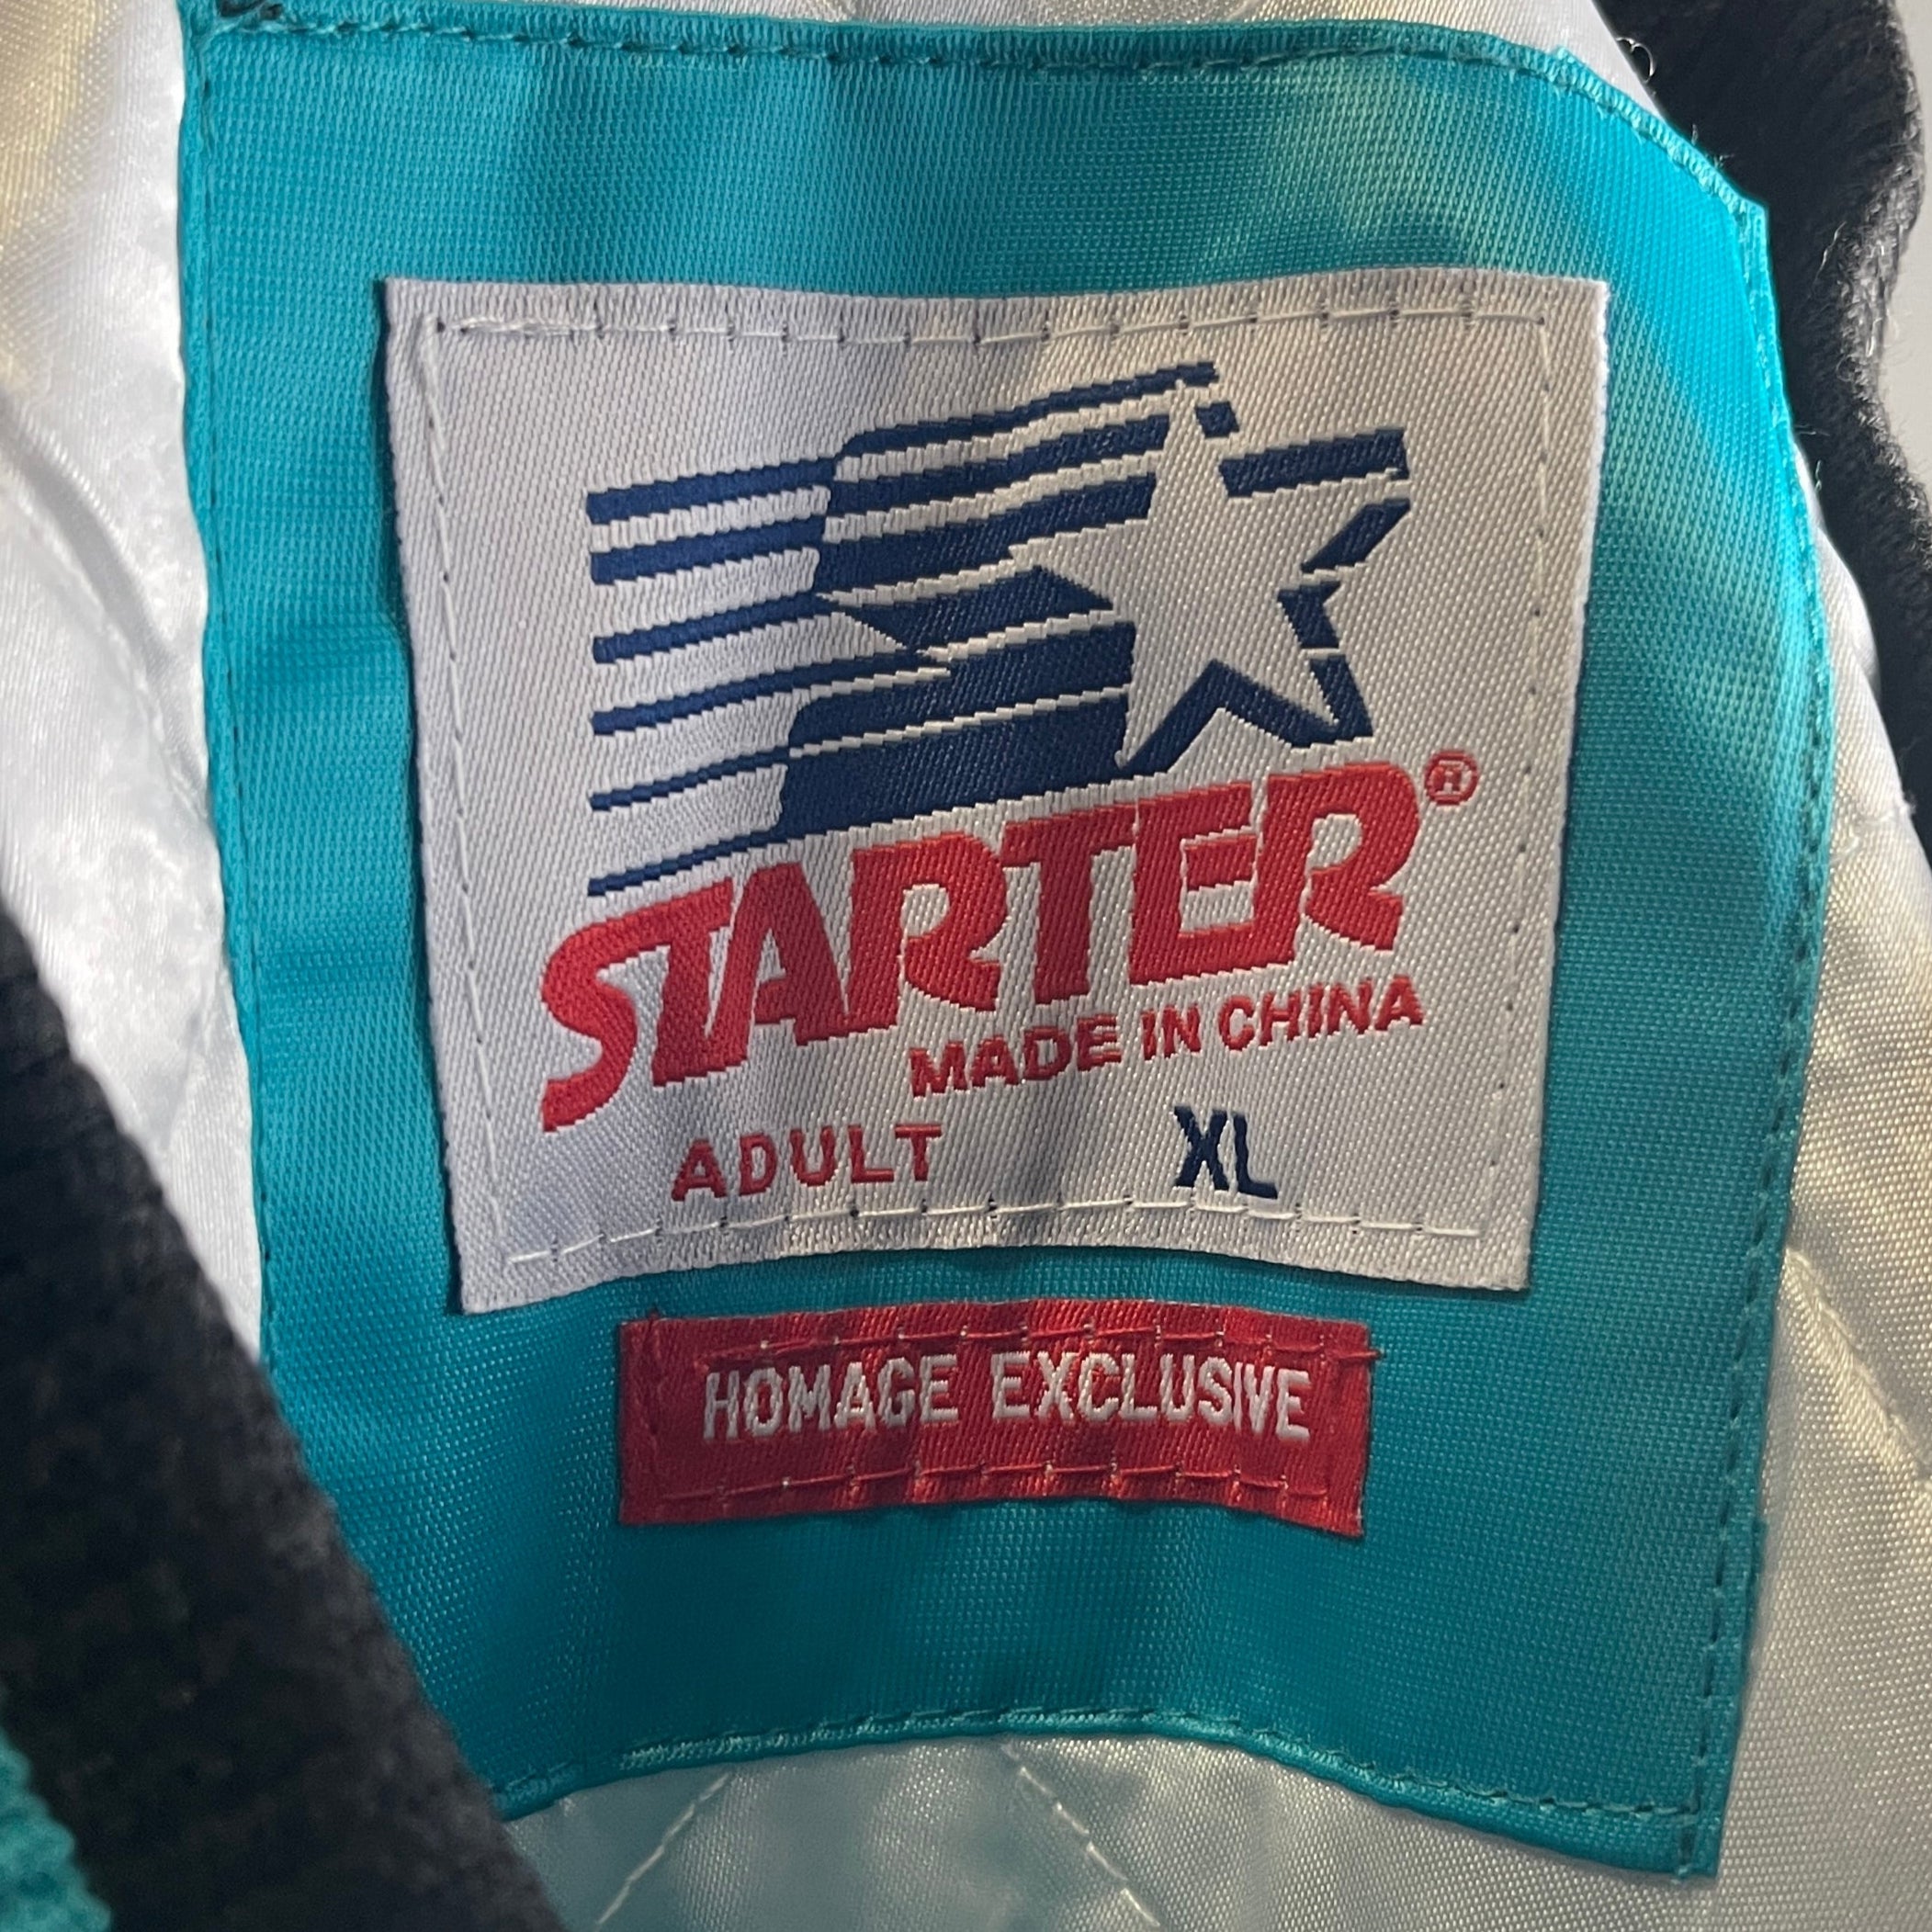 STARTER®
MADE IN CHINA
ADULT XL
HOMAGE EXCLUSIVE